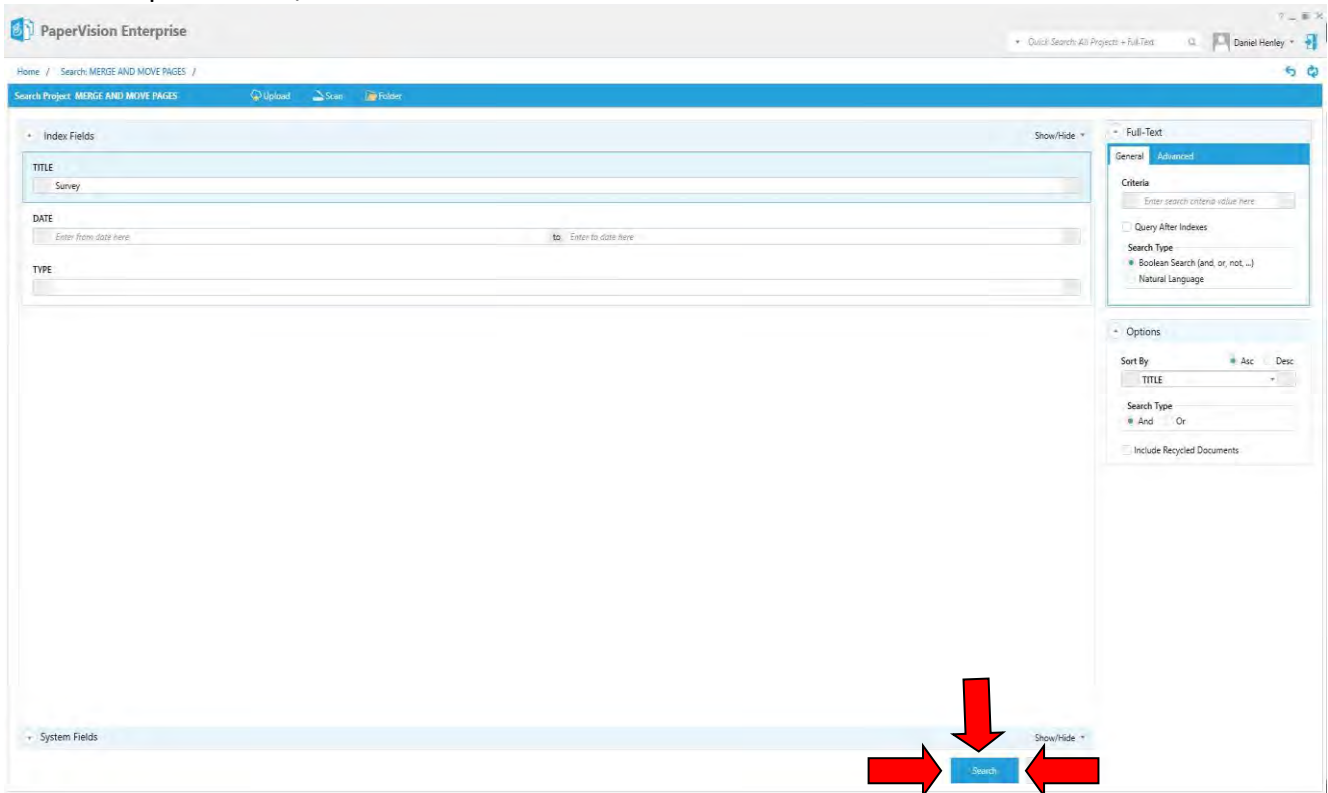 PaperVision Enterprise
Quick Search: All Projects + Full-Text
Daniel Henley
Home / Search: MERGE AND MOVE PAGES /
Search Project MERGE AND MOVE PAGES Upload Scan Folder
Index Fields Show/Hide
TITLE
Survey
DATE
Enter from date here to Enter to date here
TYPE
Full-Text
General Advanced
Criteria
Enter search criteria value here
Query After Indexes
Search Type
Boolean Search (and, or, not, ...)
Natural Language
Options
Sort By Asc Desc
TITLE
Search Type
And Or
Include Recycled Documents
System Fields Show/Hide
Search